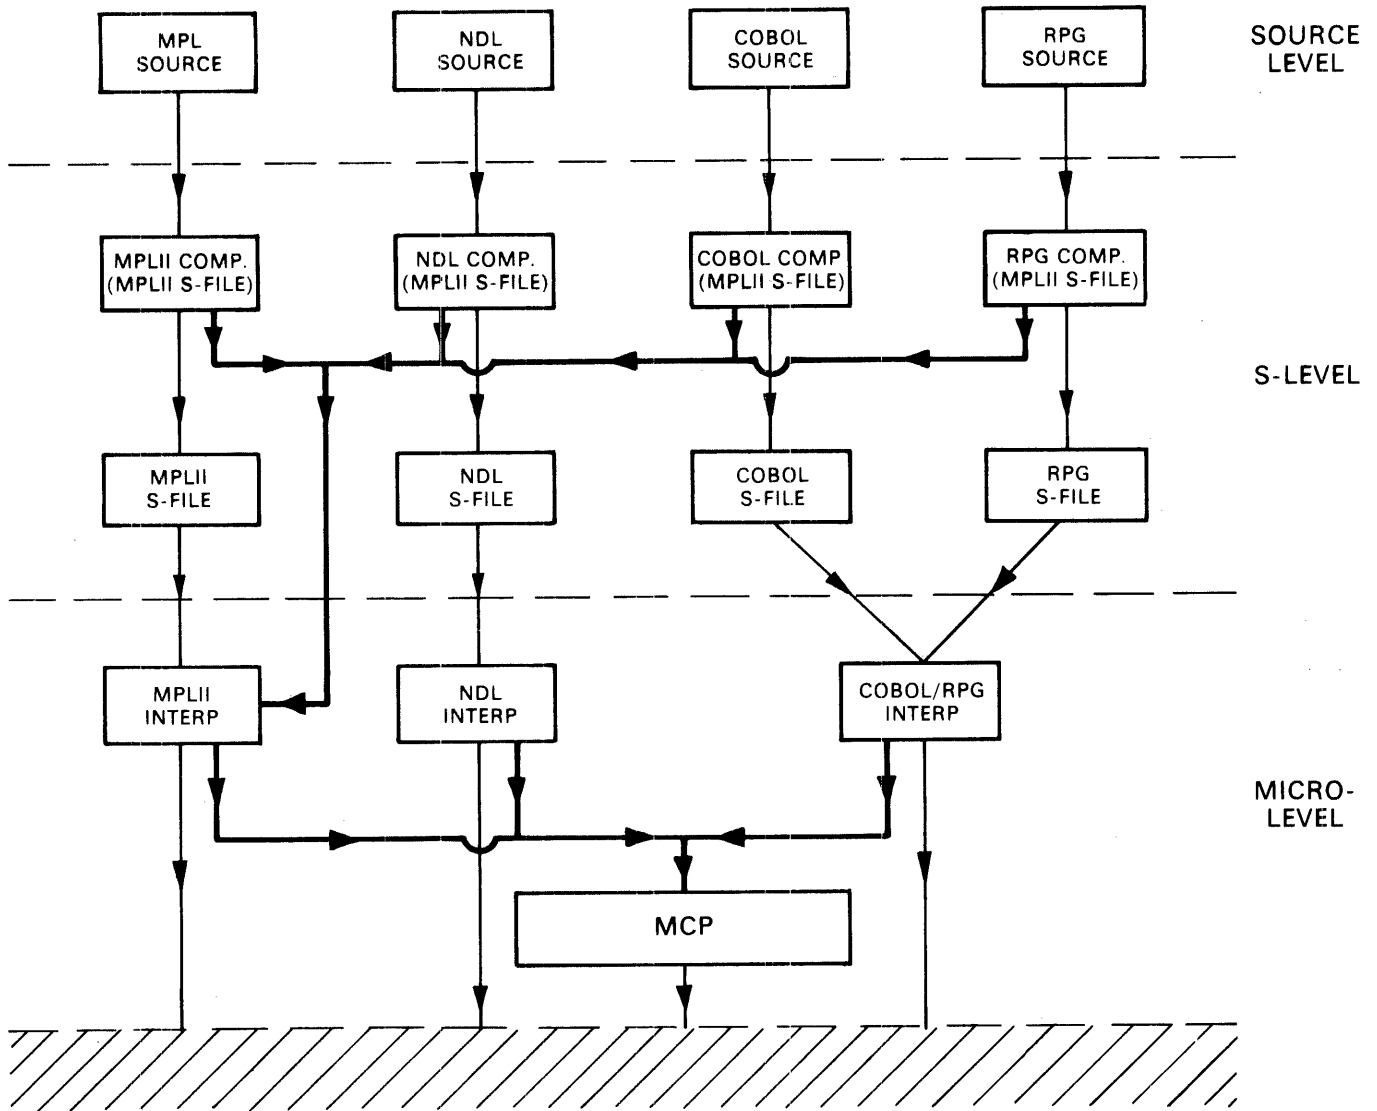 MPL
SOURCE
NDL
SOURCE
COBOL
SOURCE
RPG
SOURCE
SOURCE
LEVEL
MPLII COMP.
(MPLII S-FILE)
NDL COMP.
(MPLII S-FILE)
COBOL COMP
(MPLII S-FILE)
RPG COMP.
(MPLII S-FILE)
S-LEVEL
MPLII
S-FILE
NDL
S-FILE
COBOL
S-FILE
RPG
S-FILE
MPLII
INTERP
NDL
INTERP
COBOL/RPG
INTERP
MICRO-
LEVEL
MCP